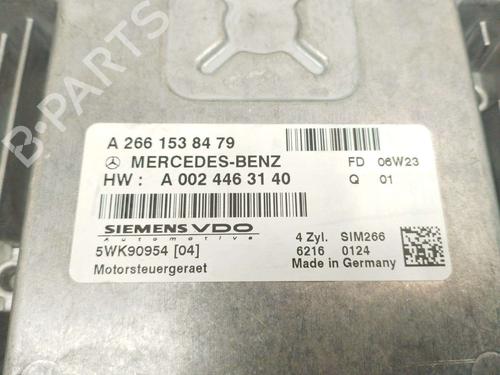 A 266 153 84 79
MERCEDES-BENZ FD 06W23
HW : A 002 446 31 40 Q 01
SIEMENS VDO
Automotive 4 Zyl. SIM266
5WK90954 [04] 6216 0124
Motorsteuergeraet Made in Germany
B-PARTS